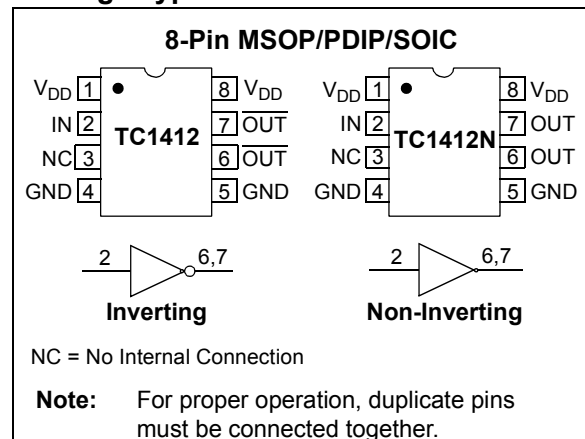 8-Pin MSOP/PDIP/SOIC
VDD 1 8 VDD
IN 2 TC1412 7 OUT
NC 3 6 OUT
GND 4 5 GND
VDD 1 8 VDD
IN 2 TC1412N 7 OUT
NC 3 6 OUT
GND 4 5 GND
2 6,7
Inverting
2 6,7
Non-Inverting
NC = No Internal Connection
Note: For proper operation, duplicate pins
must be connected together.